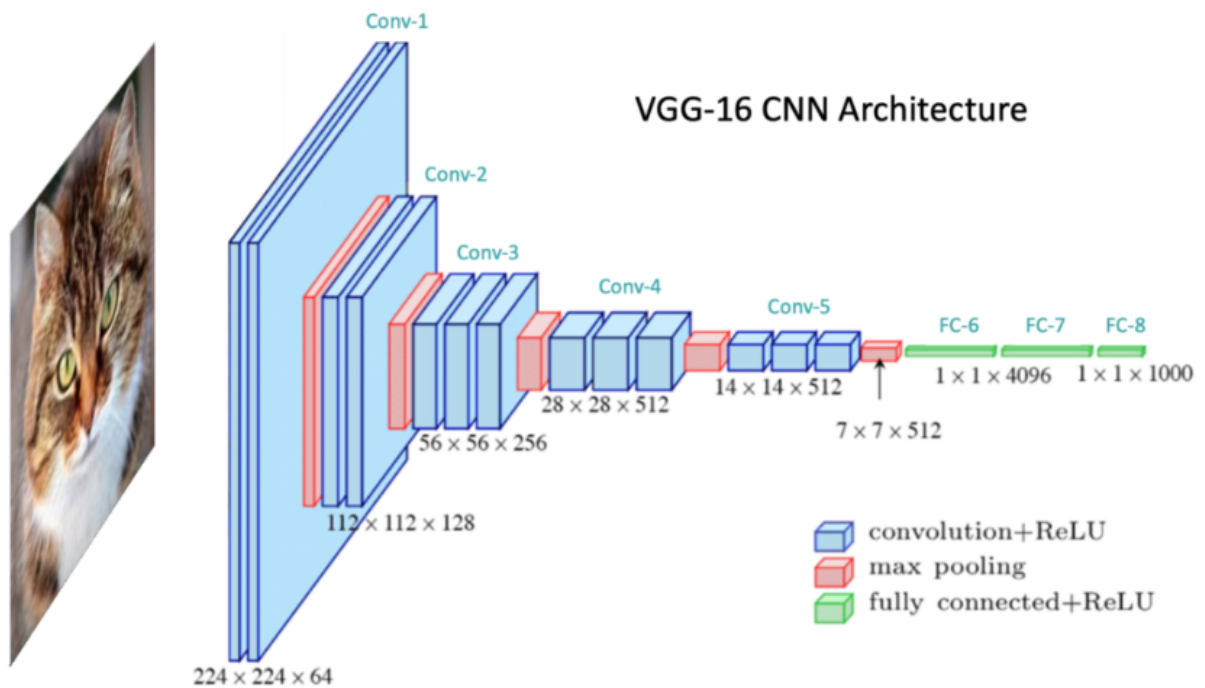 Conv-1
VGG-16 CNN Architecture
Conv-2
Conv-3
Conv-4
Conv-5
FC-6 FC-7 FC-8
1 × 1 × 4096 1 × 1 × 1000
14 × 14 × 512
28 × 28 × 512
7 × 7 × 512
56 × 56 × 256
112 × 112 × 128
convolution+ReLU
max pooling
fully connected+ReLU
224 × 224 × 64